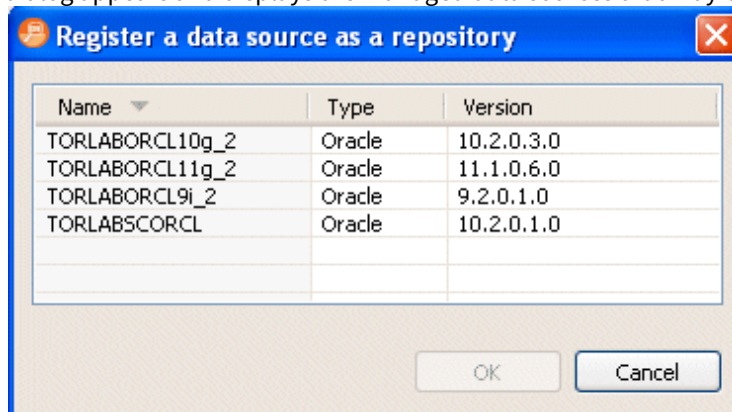 Register a data source as a repository
Name Type Version
TORLABORCL10g_2 Oracle 10.2.0.3.0
TORLABORCL11g_2 Oracle 11.1.0.6.0
TORLABORCL9i_2 Oracle 9.2.0.1.0
TORLABSCORCL Oracle 10.2.0.1.0
OK Cancel